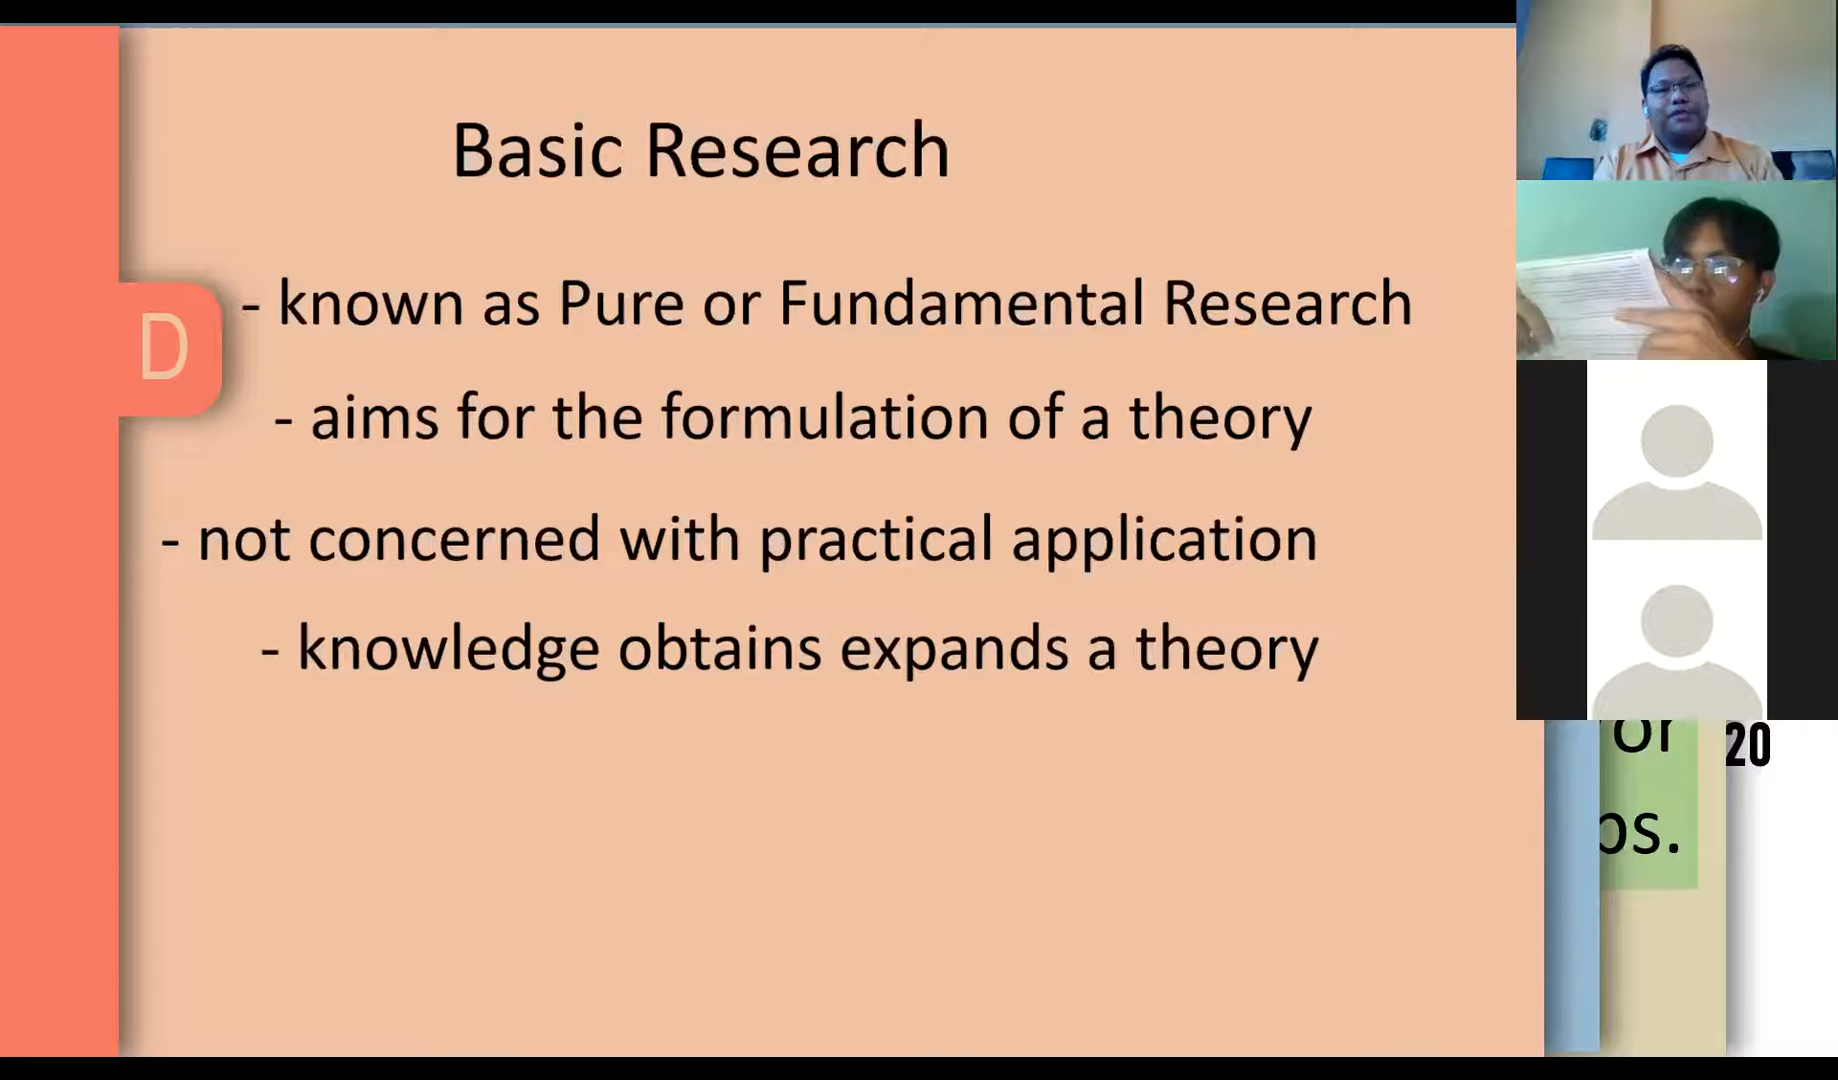 Basic Research
- known as Pure or Fundamental Research
D
- aims for the formulation of a theory
- not concerned with practical application
- knowledge obtains expands a theory
or
20